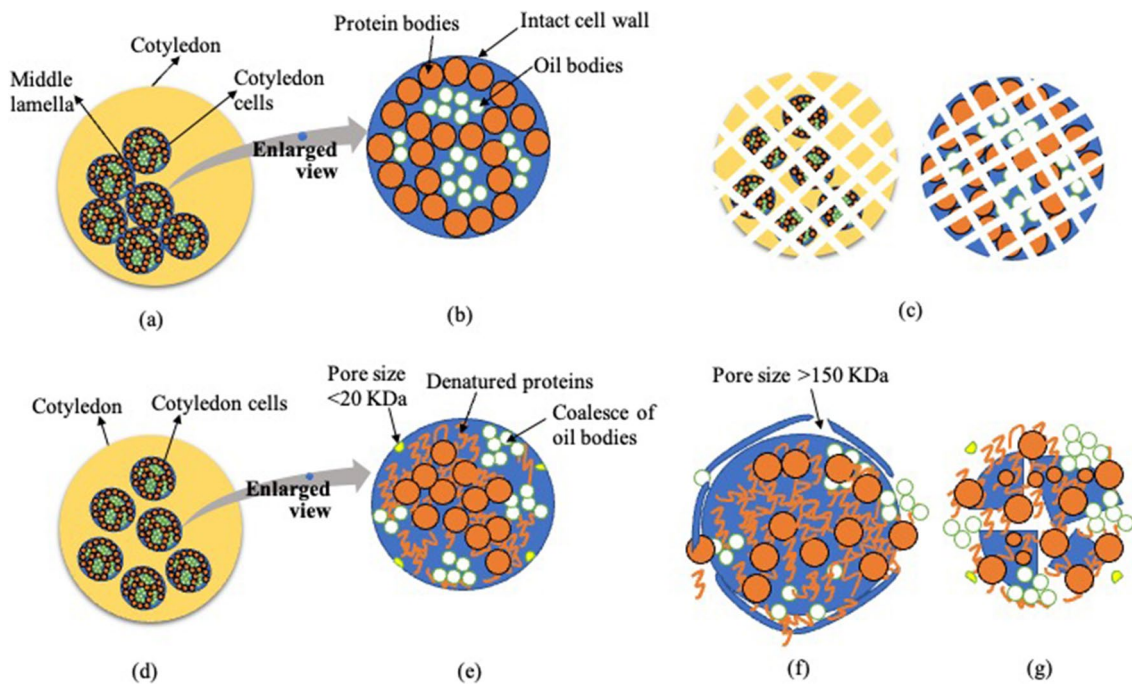 Cotyledon
Middle
lamella
Cotyledon
cells
Enlarged
view
Protein bodies
Intact cell wall
Oil bodies
(a)
(b)
(c)
Cotyledon
Cotyledon cells
Enlarged
view
Pore size
<20 KDa
Denatured proteins
Coalesce of
oil bodies
Pore size >150 KDa
(d)
(e)
(f)
(g)